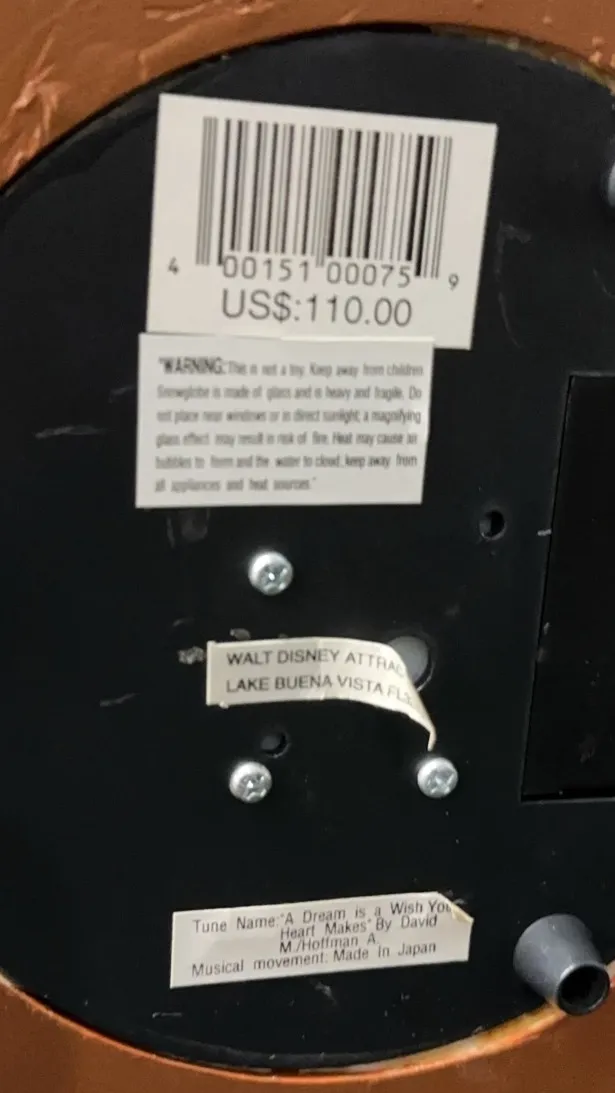 4 00151 00075 9
US$:110.00
"WARNING:This is not a toy. Keep away from children
Snowglobe is made of glass and is heavy and fragile. Do
not place near windows or in direct sunlight; a magnifying
glass effect may result in risk of fire. Heat may cause air
bubbles to form and the water to cloud; keep away from
all appliances and heat sources."
WALT DISNEY ATTRAC
LAKE BUENA VISTA FL
Tune Name:"A Dream is a Wish You
Heart Makes" By David
M./Hoffman A.
Musical movement: Made In Japan